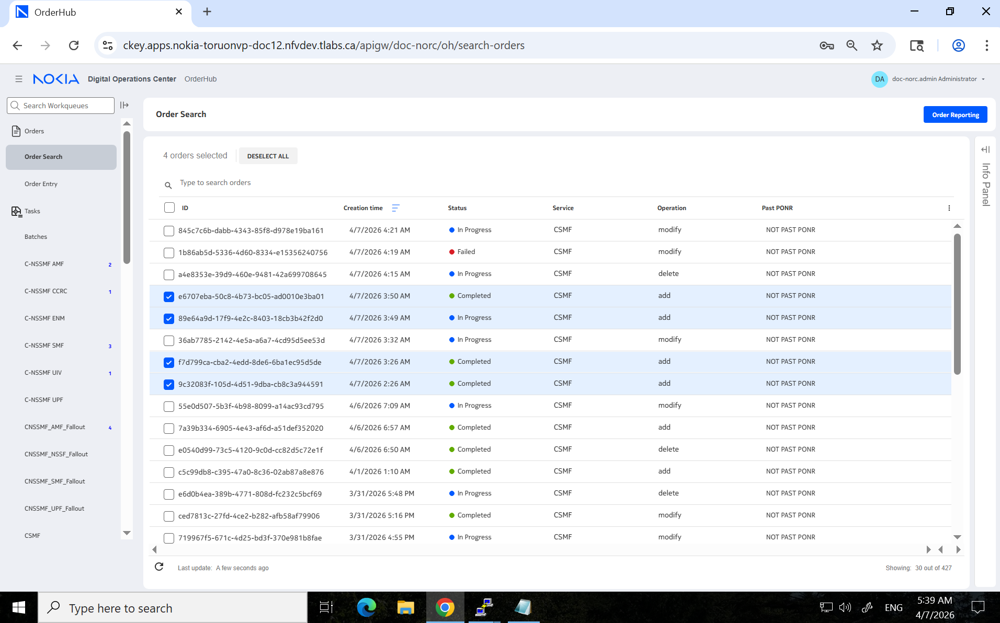 OrderHub
ckey.apps.nokia-toruonvp-doc12.nfvdev.tlabs.ca/apigw/doc-norc/oh/search-orders
NOKIA Digital Operations Center OrderHub
DA doc-norc.admin Administrator
Search Workqueues
Orders
Order Search
Order Entry
Tasks
Batches
C-NSSMF AMF 2
C-NSSMF CCRC 1
C-NSSMF ENM
C-NSSMF SMF 3
C-NSSMF UIV 1
C-NSSMF UPF
CNSSMF_AMF_Fallout 4
CNSSMF_NSSF_Fallout
CNSSMF_SMF_Fallout
CNSSMF_UPF_Fallout
CSMF
Order Search
Order Reporting
4 orders selected DESELECT ALL
Type to search orders
ID Creation time Status Service Operation Past PONR
845c7c6b-dabb-4343-85f8-d978e19ba161 4/7/2026 4:21 AM In Progress CSMF modify NOT PAST PONR
1b86ab5d-5336-4d60-8334-e15356240756 4/7/2026 4:19 AM Failed CSMF modify NOT PAST PONR
a4e8353e-39d9-460e-9481-42a699708645 4/7/2026 4:15 AM In Progress CSMF delete NOT PAST PONR
e6707eba-50c8-4b73-bc05-ad0010e3ba01 4/7/2026 3:50 AM Completed CSMF add NOT PAST PONR
89e64a9d-17f9-4e2c-8403-18cb3b42f2d0 4/7/2026 3:49 AM In Progress CSMF add NOT PAST PONR
36ab7785-2142-4e5a-a6a7-4cd95d5ee53d 4/7/2026 3:32 AM In Progress CSMF modify NOT PAST PONR
f7d799ca-cba2-4edd-8de6-6ba1ec95d5de 4/7/2026 3:26 AM Completed CSMF add NOT PAST PONR
9c32083f-105d-4d51-9dba-cb8c3a944591 4/7/2026 2:26 AM Completed CSMF add NOT PAST PONR
55e0d507-5b3f-4b98-8099-a14ac93cd795 4/6/2026 7:09 AM In Progress CSMF modify NOT PAST PONR
7a39b334-6905-4e43-af6d-a51def352020 4/6/2026 6:57 AM Completed CSMF add NOT PAST PONR
e0540d99-73c5-4120-9c0d-cc82d5c72e1f 4/6/2026 6:50 AM Completed CSMF delete NOT PAST PONR
c5c99db8-c395-47a0-8c36-02ab87a8e876 4/1/2026 1:10 AM Completed CSMF add NOT PAST PONR
e6d0b4ea-389b-4771-808d-fc232c5bcf69 3/31/2026 5:48 PM In Progress CSMF delete NOT PAST PONR
ced7813c-27fd-4ce2-b282-afb58af79906 3/31/2026 5:16 PM Completed CSMF modify NOT PAST PONR
719967f5-671c-4d25-bd3f-370e981b8fae 3/31/2026 4:55 PM In Progress CSMF modify NOT PAST PONR
Last update: A few seconds ago
Showing: 30 out of 427
Info Panel
Type here to search
ENG
5:39 AM
4/7/2026